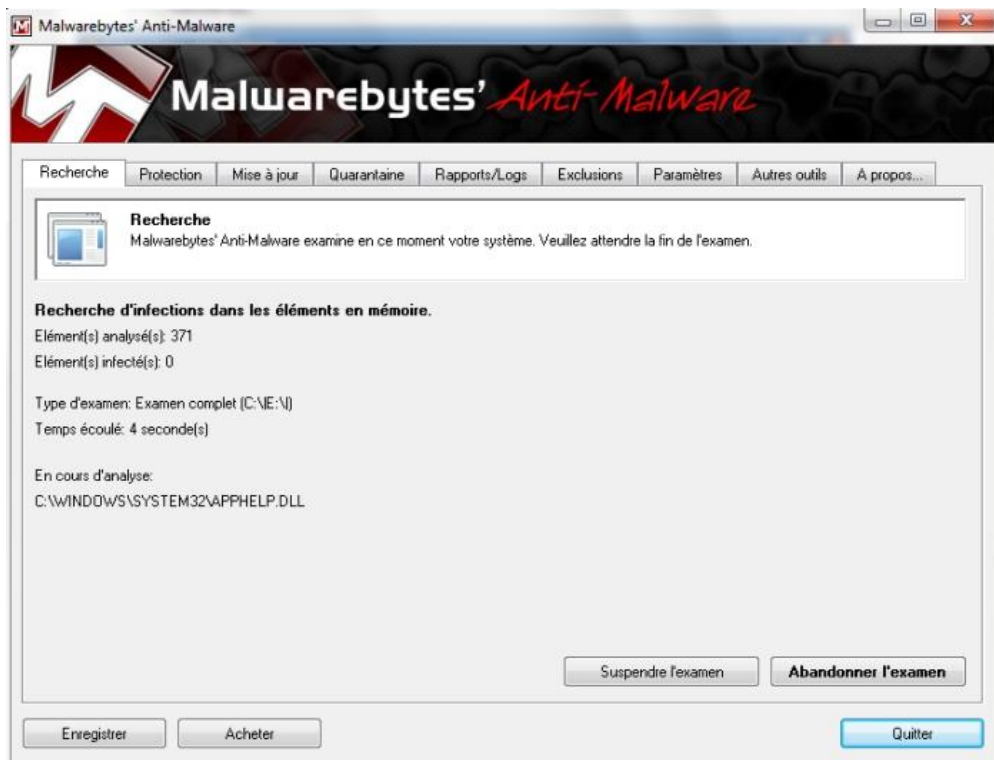 Malwarebytes' Anti-Malware
Malwarebytes' Anti-Malware
Recherche Protection Mise à jour Quarantaine Rapports/Logs Exclusions Paramètres Autres outils A propos...
Recherche
Malwarebytes' Anti-Malware examine en ce moment votre système. Veuillez attendre la fin de l'examen.
Recherche d'infections dans les éléments en mémoire.
Elément(s) analysé(s): 371
Elément(s) infecté(s): 0
Type d'examen: Examen complet (C:\|E:\|)
Temps écoulé: 4 seconde(s)
En cours d'analyse:
C:\WINDOWS\SYSTEM32\APPHELP.DLL
Suspendre l'examen Abandonner l'examen
Enregistrer Acheter Quitter